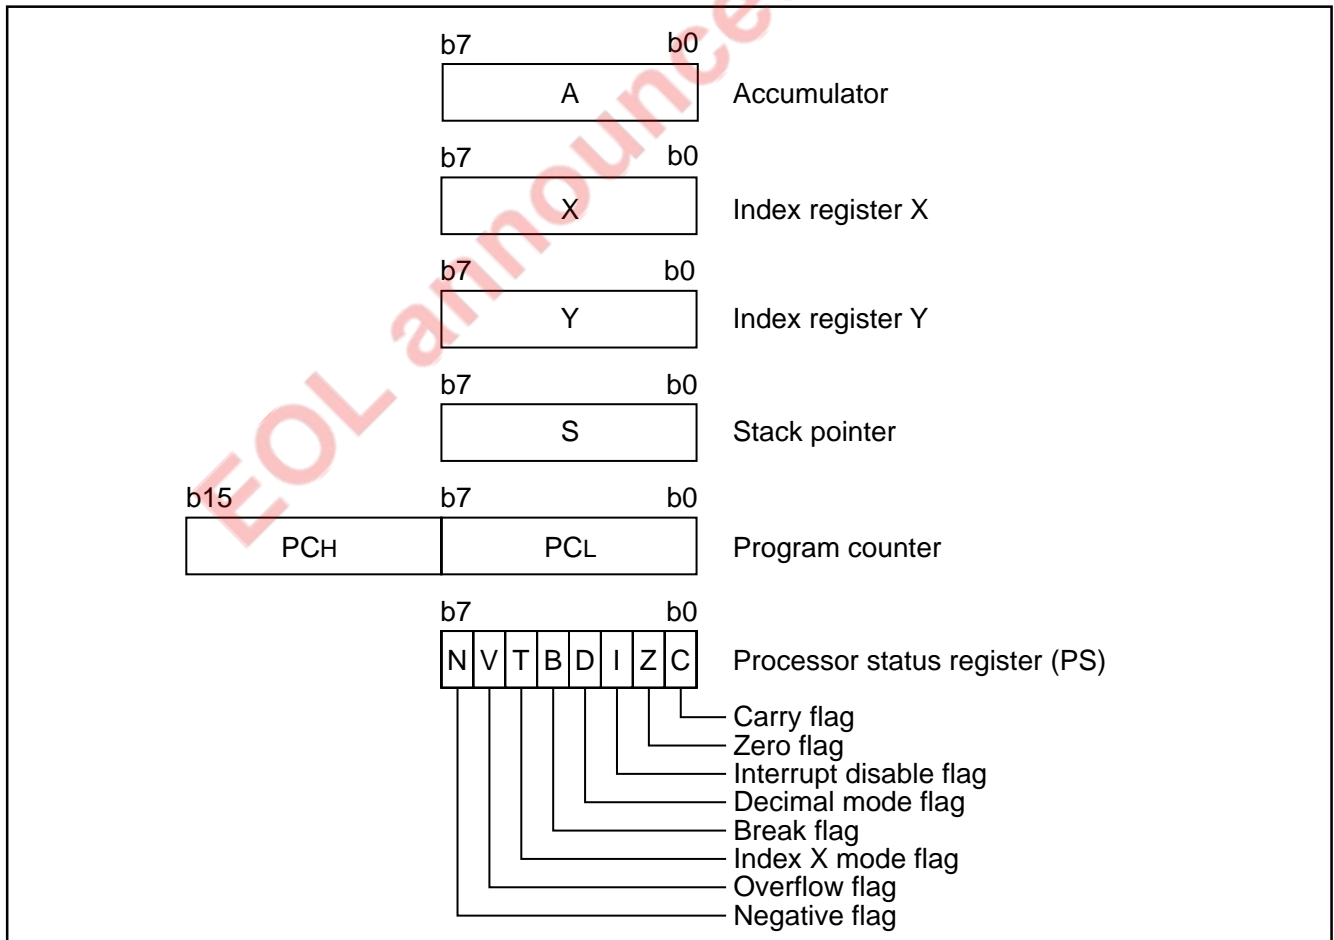 b7 b0
A Accumulator
b7 b0
X Index register X
b7 b0
Y Index register Y
b7 b0
S Stack pointer
b15 b7 b0
PCH PCL Program counter
b7 b0
N V T B D I Z C Processor status register (PS)
Carry flag
Zero flag
Interrupt disable flag
Decimal mode flag
Break flag
Index X mode flag
Overflow flag
Negative flag
EOL announce